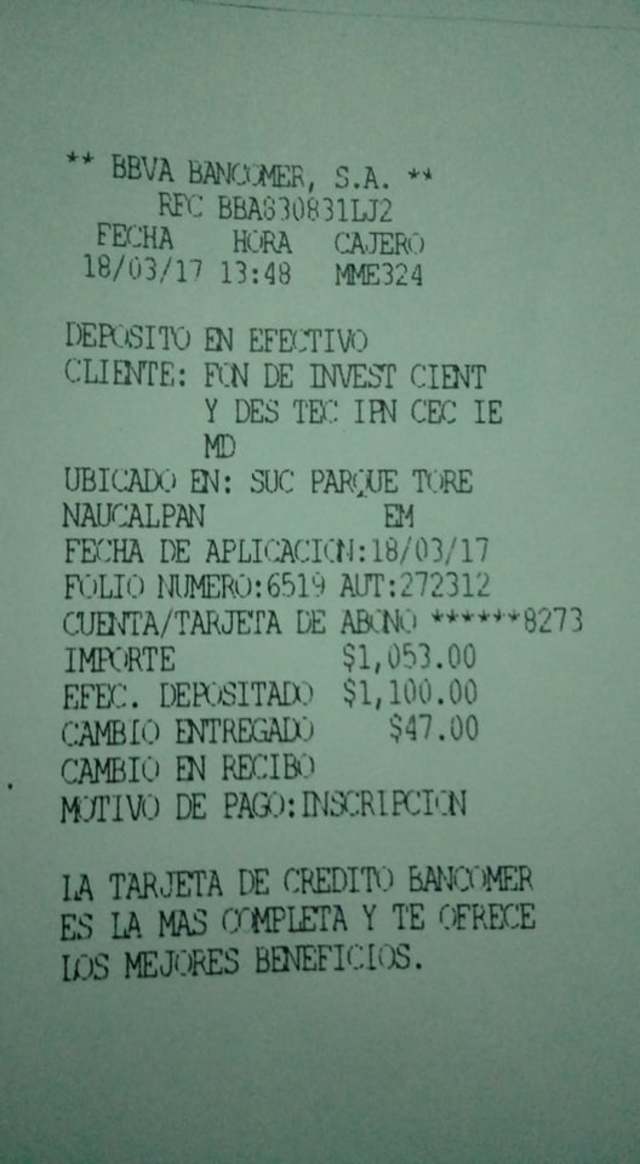 ** BBVA BANCOMER, S.A. **
RFC BBA830831LJ2
FECHA HORA CAJERO
18/03/17 13:48 MME324
DEPOSITO EN EFECTIVO
CLIENTE: FON DE INVEST CIENT
Y DES TEC IPN CEC IE
MD
UBICADO EN: SUC PARQUE TORE
NAUCALPAN EM
FECHA DE APLICACION:18/03/17
FOLIO NUMERO:6519 AUT:272312
CUENTA/TARJETA DE ABONO ******8273
IMPORTE $1,053.00
EFEC. DEPOSITADO $1,100.00
CAMBIO ENTREGADO $47.00
CAMBIO EN RECIBO
MOTIVO DE PAGO:INSCRIPCION
LA TARJETA DE CREDITO BANCOMER
ES LA MAS COMPLETA Y TE OFRECE
LOS MEJORES BENEFICIOS.